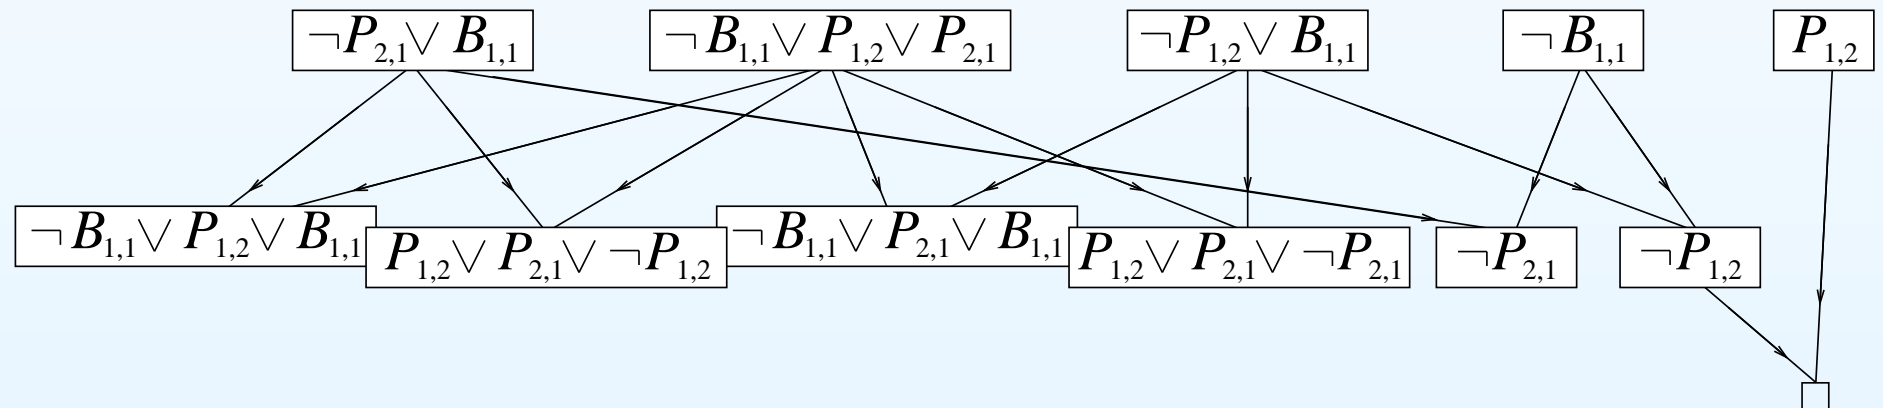 ¬P₂,₁ ∨ B₁,₁ ¬B₁,₁ ∨ P₁,₂ ∨ P₂,₁ ¬P₁,₂ ∨ B₁,₁ ¬B₁,₁ P₁,₂
¬B₁,₁ ∨ P₁,₂ ∨ B₁,₁ P₁,₂ ∨ P₂,₁ ∨ ¬P₁,₂ ¬B₁,₁ ∨ P₂,₁ ∨ B₁,₁ P₁,₂ ∨ P₂,₁ ∨ ¬P₂,₁ ¬P₂,₁ ¬P₁,₂